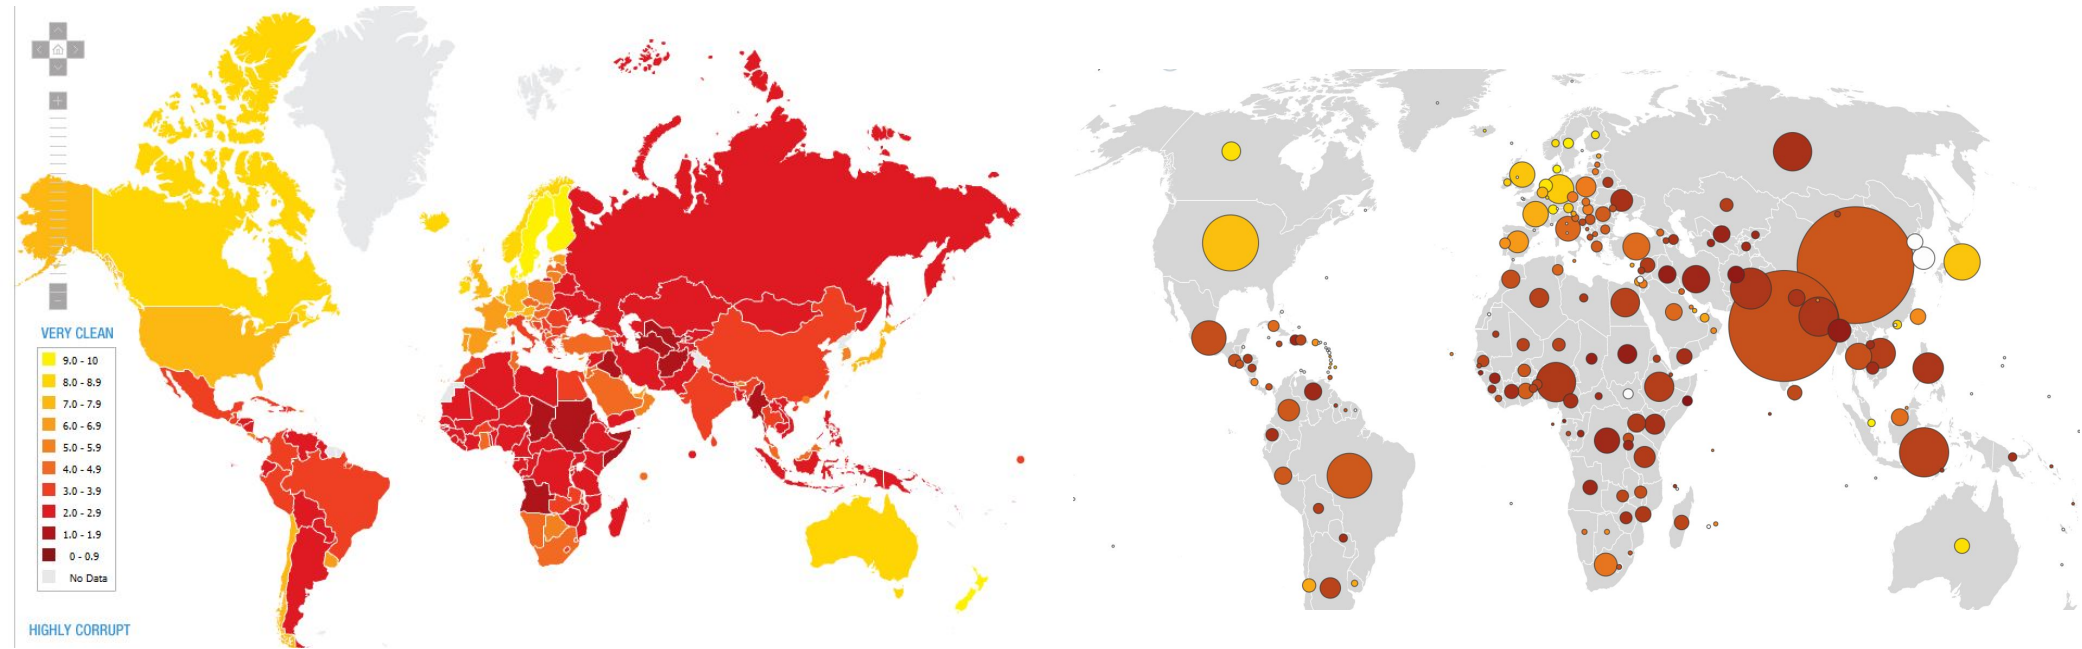 VERY CLEAN
9.0 - 10
8.0 - 8.9
7.0 - 7.9
6.0 - 6.9
5.0 - 5.9
4.0 - 4.9
3.0 - 3.9
2.0 - 2.9
1.0 - 1.9
0 - 0.9
No Data
HIGHLY CORRUPT